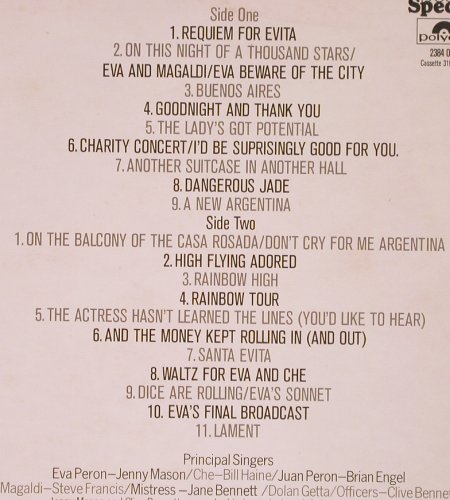 Side One
1. REQUIEM FOR EVITA
2. ON THIS NIGHT OF A THOUSAND STARS/
EVA AND MAGALDI/EVA BEWARE OF THE CITY
3. BUENOS AIRES
4. GOODNIGHT AND THANK YOU
5. THE LADY'S GOT POTENTIAL
6. CHARITY CONCERT/I'D BE SUPRISINGLY GOOD FOR YOU.
7. ANOTHER SUITCASE IN ANOTHER HALL
8. DANGEROUS JADE
9. A NEW ARGENTINA
Side Two
1. ON THE BALCONY OF THE CASA ROSADA/DON'T CRY FOR ME ARGENTINA
2. HIGH FLYING ADORED
3. RAINBOW HIGH
4. RAINBOW TOUR
5. THE ACTRESS HASN'T LEARNED THE LINES (YOU'D LIKE TO HEAR)
6. AND THE MONEY KEPT ROLLING IN (AND OUT)
7. SANTA EVITA
8. WALTZ FOR EVA AND CHE
9. DICE ARE ROLLING/EVA'S SONNET
10. EVA'S FINAL BROADCAST
11. LAMENT
Principal Singers
Eva Peron–Jenny Mason/Che–Bill Haine/Juan Peron–Brian Engel
Magaldi–Steve Francis/Mistress –Jane Bennett /Dolan Getta/Officers–Clive Benne
Spec
polyd
2384 0
Cassette 31